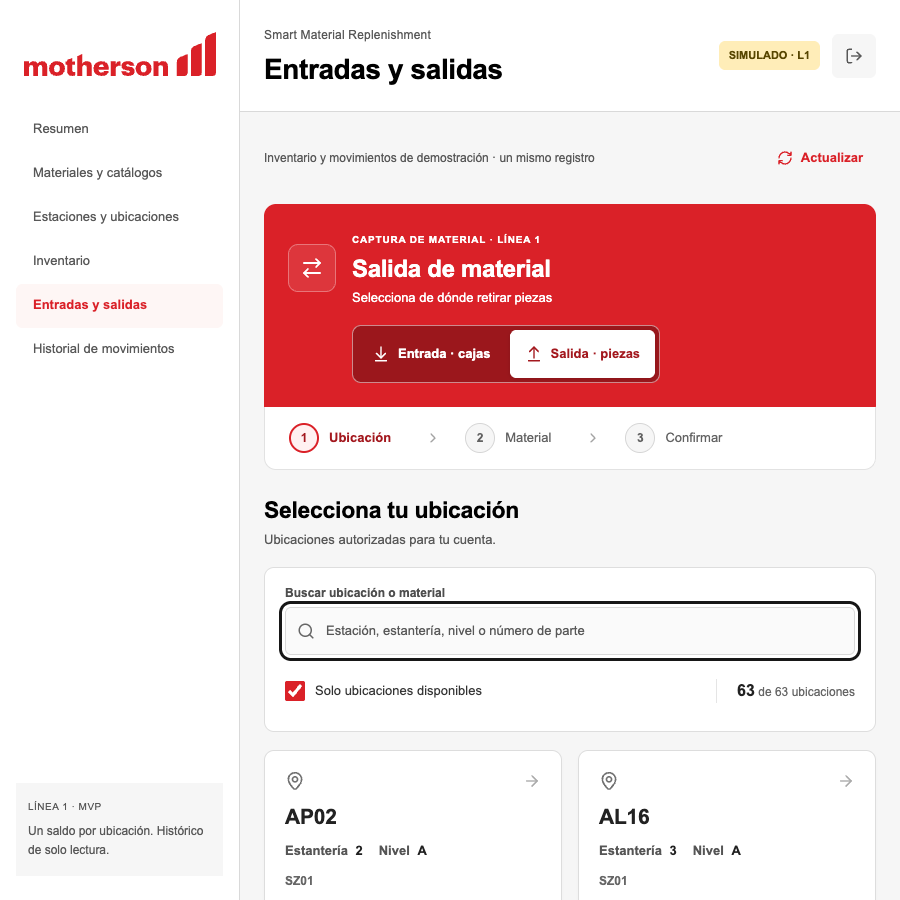 motherson
Resumen
Materiales y catálogos
Estaciones y ubicaciones
Inventario
Entradas y salidas
Historial de movimientos
LÍNEA 1 · MVP
Un saldo por ubicación. Histórico
de solo lectura.
Smart Material Replenishment
Entradas y salidas
SIMULADO · L1
Inventario y movimientos de demostración · un mismo registro
Actualizar
CAPTURA DE MATERIAL · LÍNEA 1
Salida de material
Selecciona de dónde retirar piezas
Entrada · cajas
Salida · piezas
1 Ubicación
2 Material
3 Confirmar
Selecciona tu ubicación
Ubicaciones autorizadas para tu cuenta.
Buscar ubicación o material
Estación, estantería, nivel o número de parte
Solo ubicaciones disponibles
63 de 63 ubicaciones
AP02
Estantería 2 Nivel A
SZ01
AL16
Estantería 3 Nivel A
SZ01